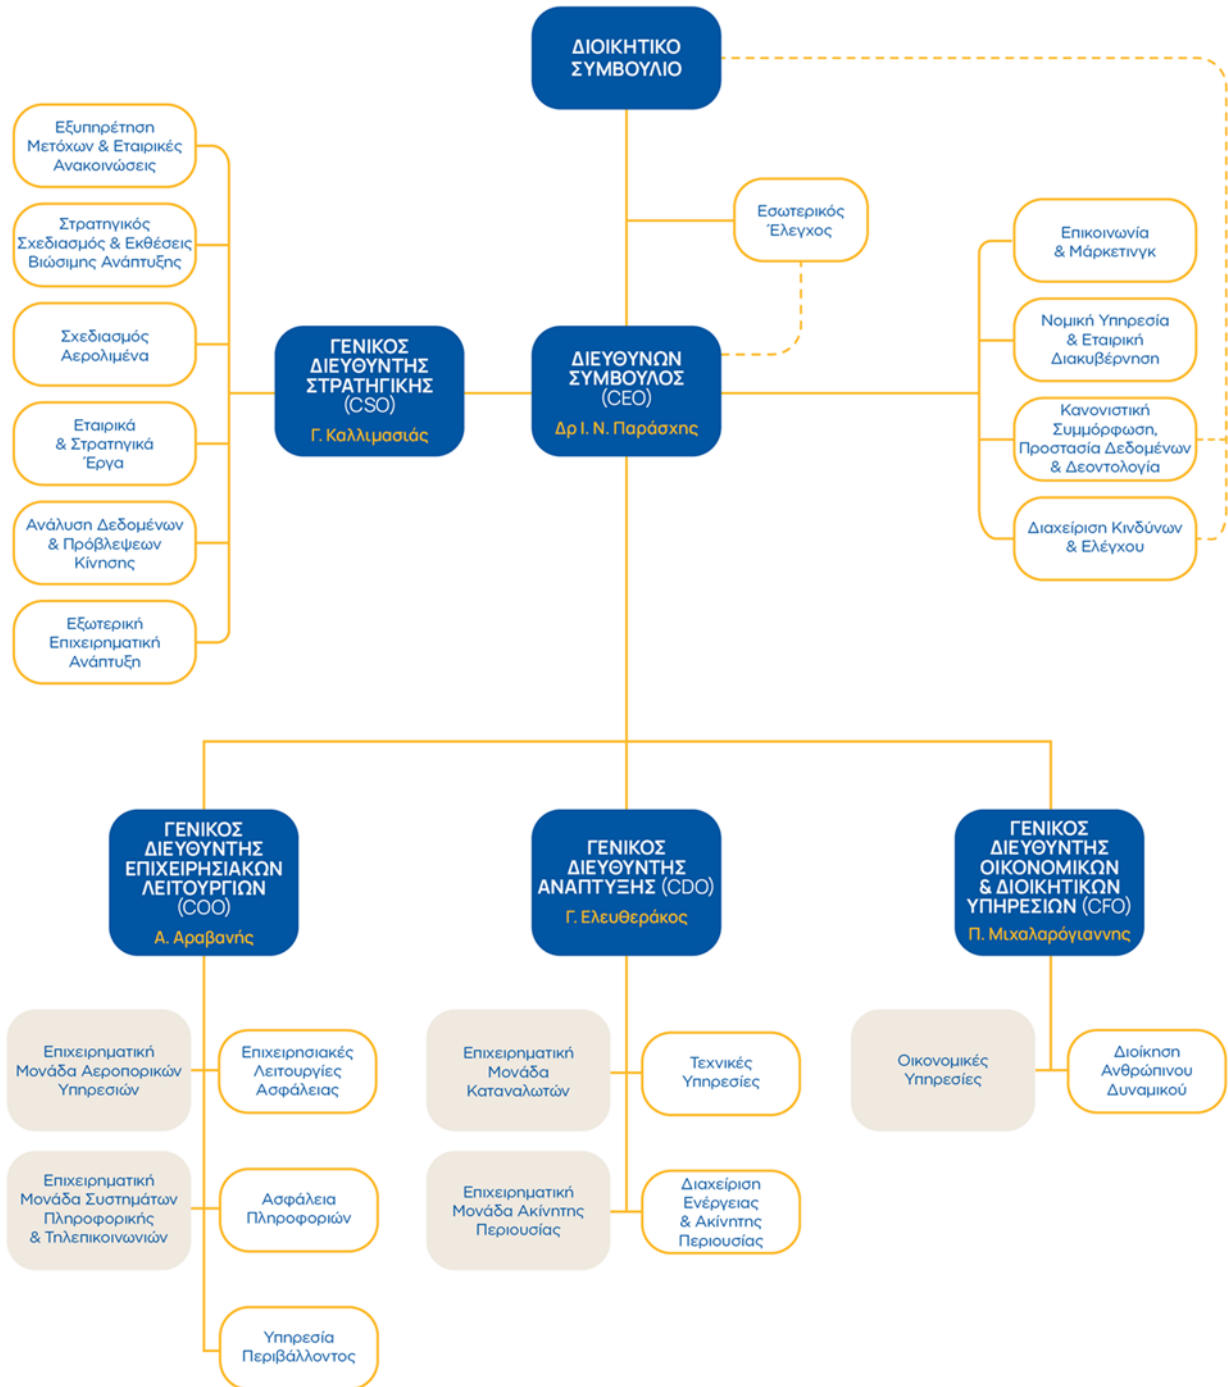 ΔΙΟΙΚΗΤΙΚΟ
ΣΥΜΒΟΥΛΙΟ
Εσωτερικός
Έλεγχος
Εξυπηρέτηση
Μετόχων & Εταιρικές
Ανακοινώσεις
Στρατηγικός
Σχεδιασμός & Εκθέσεις
Βιώσιμης Ανάπτυξης
Σχεδιασμός
Αερολιμένα
Εταιρικά
& Στρατηγικά
Έργα
Ανάλυση Δεδομένων
& Πρόβλεψεων
Κίνησης
Εξωτερική
Επιχειρηματική
Ανάπτυξη
ΓΕΝΙΚΟΣ
ΔΙΕΥΘΥΝΤΗΣ
ΣΤΡΑΤΗΓΙΚΗΣ
(CSO)
Γ. Καλλιμασιάς
ΔΙΕΥΘΥΝΩΝ
ΣΥΜΒΟΥΛΟΣ
(CEO)
Δρ Ι. Ν. Παράσχης
Επικοινωνία
& Μάρκετινγκ
Νομική Υπηρεσία
& Εταιρική
Διακυβέρνηση
Κανονιστική
Συμμόρφωση,
Προστασία Δεδομένων
& Δεοντολογία
Διαχείριση Κινδύνων
& Ελέγχου
ΓΕΝΙΚΟΣ
ΔΙΕΥΘΥΝΤΗΣ
ΕΠΙΧΕΙΡΗΣΙΑΚΩΝ
ΛΕΙΤΟΥΡΓΙΩΝ
(COO)
Α. Αραβανής
Επιχειρηματική
Μονάδα Αεροπορικών
Υπηρεσιών
Επιχειρησιακές
Λειτουργίες
Ασφάλειας
Επιχειρηματική
Μονάδα Συστημάτων
Πληροφορικής
& Τηλεπικοινωνιών
Ασφάλεια
Πληροφοριών
Υπηρεσία
Περιβάλλοντος
ΓΕΝΙΚΟΣ
ΔΙΕΥΘΥΝΤΗΣ
ΑΝΑΠΤΥΞΗΣ (CDO)
Γ. Ελευθεράκος
Επιχειρηματική
Μονάδα
Καταναλωτών
Τεχνικές
Υπηρεσίες
Επιχειρηματική
Μονάδα Ακίνητης
Περιουσίας
Διαχείριση
Ενέργειας
& Ακίνητης
Περιουσίας
ΓΕΝΙΚΟΣ
ΔΙΕΥΘΥΝΤΗΣ
ΟΙΚΟΝΟΜΙΚΩΝ
& ΔΙΟΙΚΗΤΙΚΩΝ
ΥΠΗΡΕΣΙΩΝ (CFO)
Π. Μιχαλαρόγιαννης
Οικονομικές
Υπηρεσίες
Διοίκηση
Ανθρώπινου
Δυναμικού